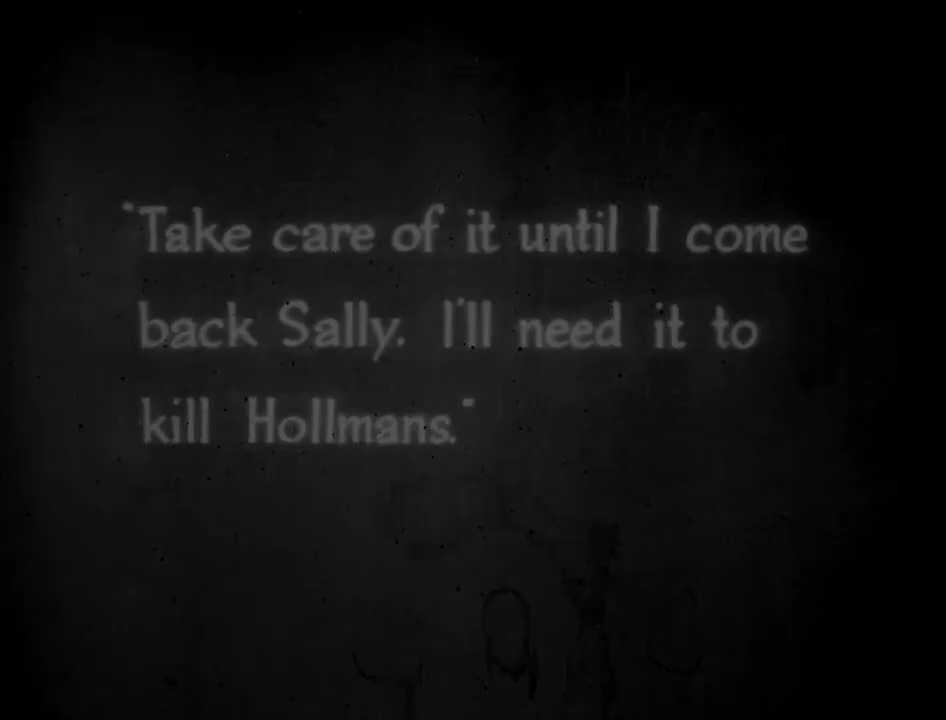 "Take care of it until I come
back Sally. I'll need it to
kill Hollmans."